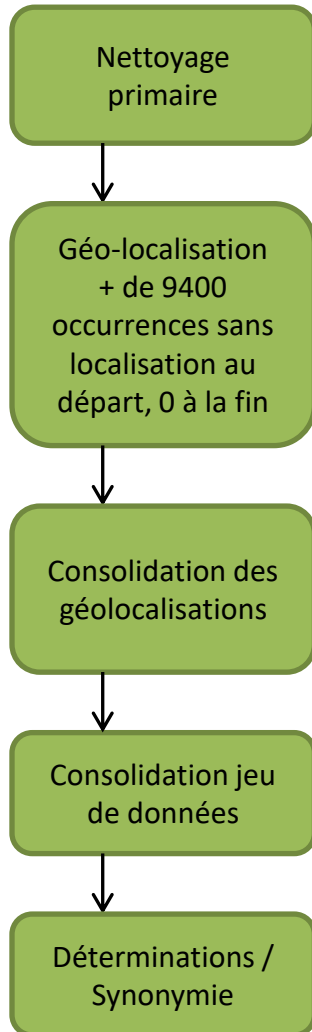 Nettoyage
primaire
Géo-localisation
+ de 9400
occurrences sans
localisation au
départ, 0 à la fin
Consolidation des
géolocalisations
Consolidation jeu
de données
Déterminations /
Synonymie